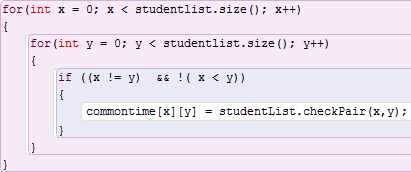 for(int x = 0; x < studentlist.size(); x++)
{
for(int y = 0; y < studentlist.size(); y++)
{
if ((x != y)  && !( x < y))
{
commontime[x][y] = studentList.checkPair(x,y);
}
}
}